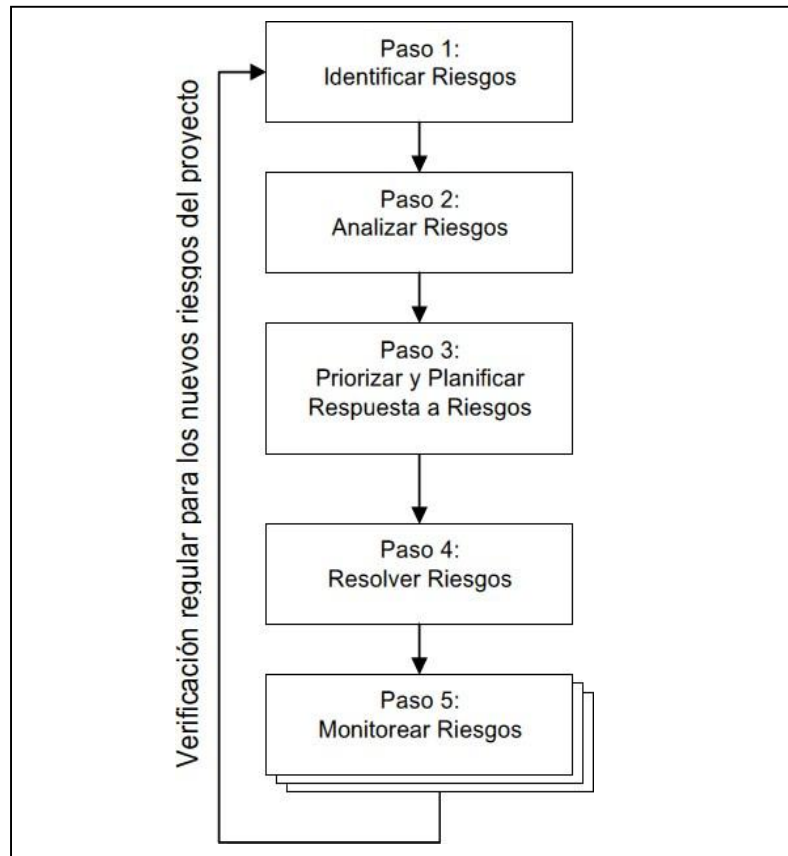 Paso 1:
Identificar Riesgos
Paso 2:
Analizar Riesgos
Paso 3:
Priorizar y Planificar
Respuesta a Riesgos
Paso 4:
Resolver Riesgos
Paso 5:
Monitorear Riesgos
Verificación regular para los nuevos riesgos del proyecto